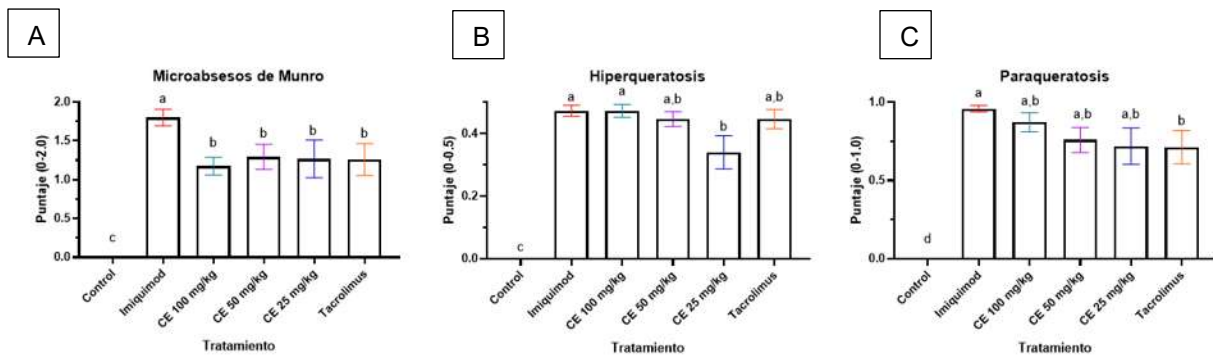 A
Microabsesos de Munro
Puntaje (0-2.0)
2.0
1.5
1.0
0.5
0.0
c
a
b
b
b
b
Control
Imiquimod
CE 100 mg/kg
CE 50 mg/kg
CE 25 mg/kg
Tacrolimus
Tratamiento
B
Hiperqueratosis
Puntaje (0-0.5)
0.4
0.2
0.0
c
a
a
a,b
b
a,b
Control
Imiquimod
CE 100 mg/kg
CE 50 mg/kg
CE 25 mg/kg
Tacrolimus
Tratamiento
C
Paraqueratosis
Puntaje (0-1.0)
1.0
0.5
0.0
d
a
a,b
a,b
a,b
b
Control
Imiquimod
CE 100 mg/kg
CE 50 mg/kg
CE 25 mg/kg
Tacrolimus
Tratamiento